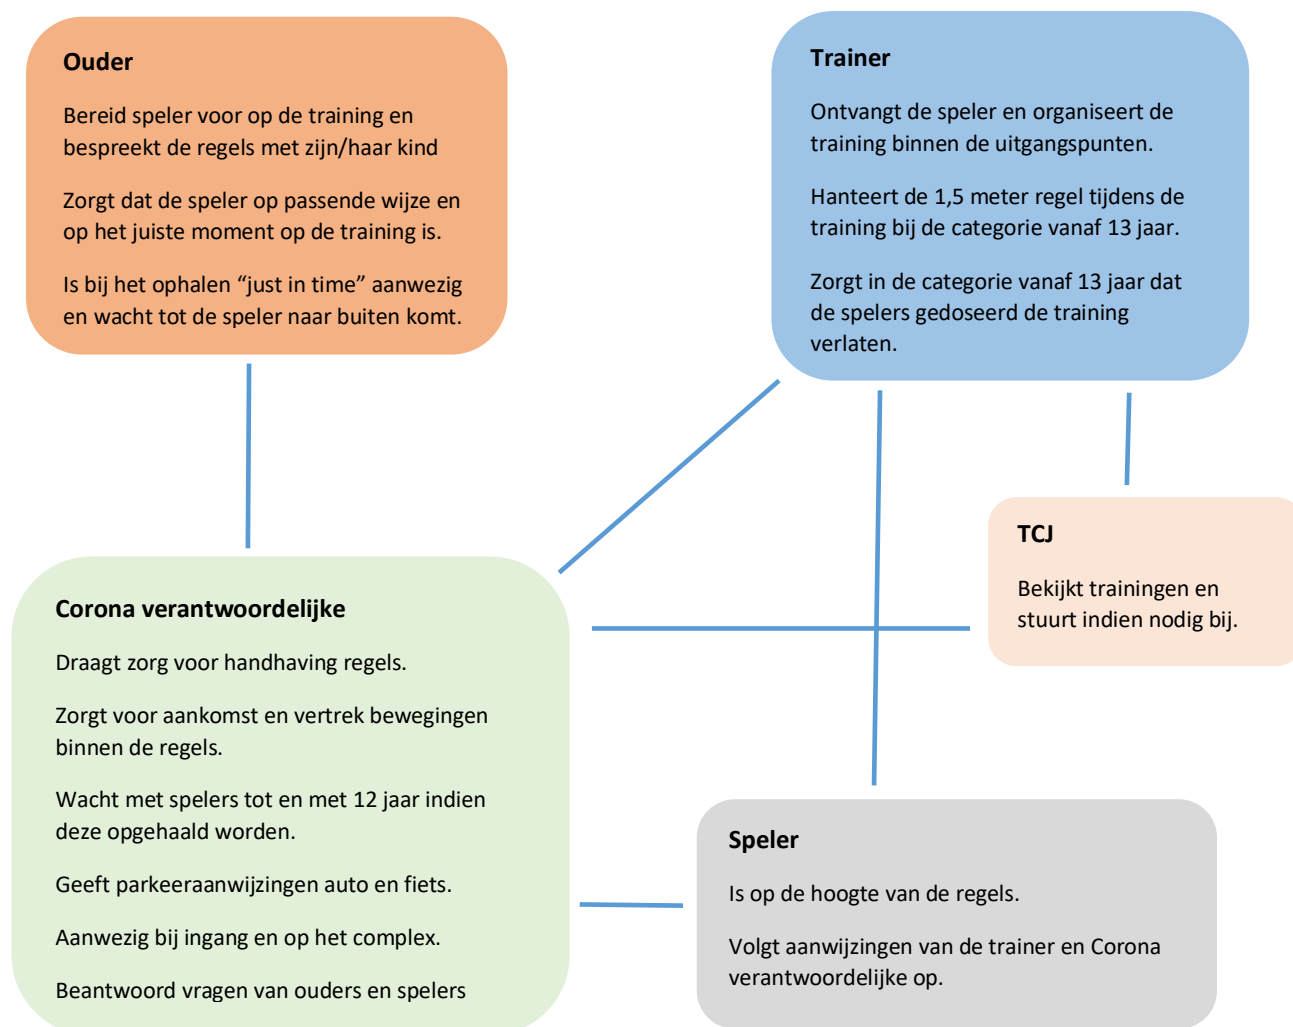 Ouder
Bereid speler voor op de training en
bespreekt de regels met zijn/haar kind
Zorgt dat de speler op passende wijze en
op het juiste moment op de training is.
Is bij het ophalen “just in time” aanwezig
en wacht tot de speler naar buiten komt.
Trainer
Ontvangt de speler en organiseert de
training binnen de uitgangspunten.
Hanteert de 1,5 meter regel tijdens de
training bij de categorie vanaf 13 jaar.
Zorgt in de categorie vanaf 13 jaar dat
de spelers gedoseerd de training
verlaten.
TCJ
Bekijkt trainingen en
stuurt indien nodig bij.
Corona verantwoordelijke
Draagt zorg voor handhaving regels.
Zorgt voor aankomst en vertrek bewegingen
binnen de regels.
Wacht met spelers tot en met 12 jaar indien
deze opgehaald worden.
Geeft parkeeraanwijzingen auto en fiets.
Aanwezig bij ingang en op het complex.
Beantwoord vragen van ouders en spelers
Speler
Is op de hoogte van de regels.
Volgt aanwijzingen van de trainer en Corona
verantwoordelijke op.